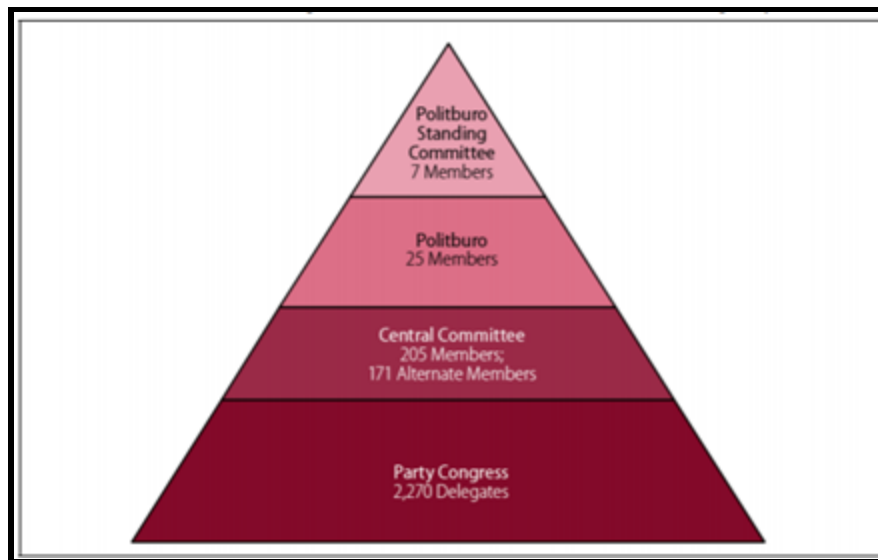 Politburo
Standing
Committee
7 Members
Politburo
25 Members
Central Committee
205 Members;
171 Alternate Members
Party Congress
2,270 Delegates